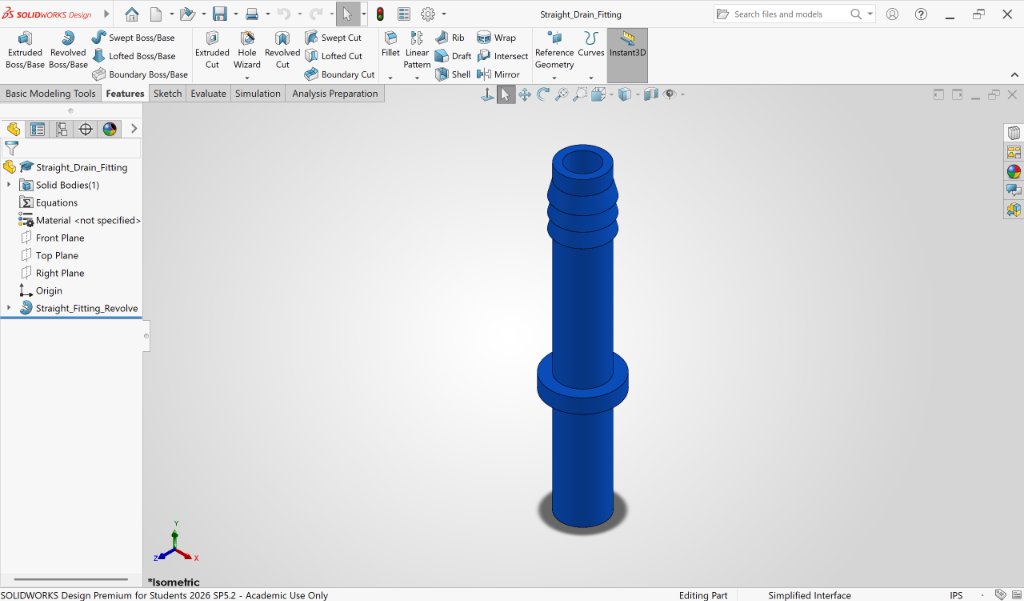 SOLIDWORKS Design
Straight_Drain_Fitting
Search files and models
Extruded Boss/Base
Revolved Boss/Base
Swept Boss/Base
Lofted Boss/Base
Boundary Boss/Base
Extruded Cut
Hole Wizard
Revolved Cut
Swept Cut
Lofted Cut
Boundary Cut
Fillet
Linear Pattern
Rib
Draft
Shell
Wrap
Intersect
Mirror
Reference Geometry
Curves
Instant3D
Basic Modeling Tools
Features
Sketch
Evaluate
Simulation
Analysis Preparation
Straight_Drain_Fitting
Solid Bodies(1)
Equations
Material <not specified>
Front Plane
Top Plane
Right Plane
Origin
Straight_Fitting_Revolve
Y
Z
X
*Isometric
SOLIDWORKS Design Premium for Students 2026 SP5.2 - Academic Use Only
Editing Part
Simplified Interface
IPS